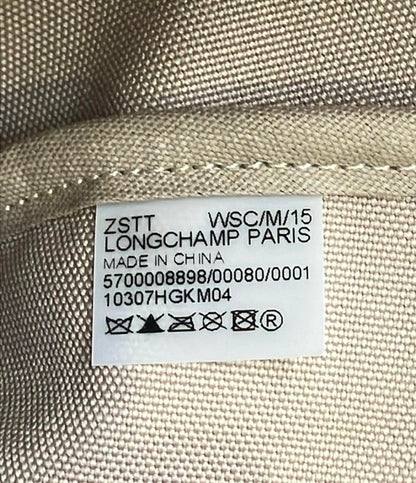 ZSTT WSC/M/15
LONGCHAMP PARIS
MADE IN CHINA
5700008898/00080/0001
10307HGKM04
®